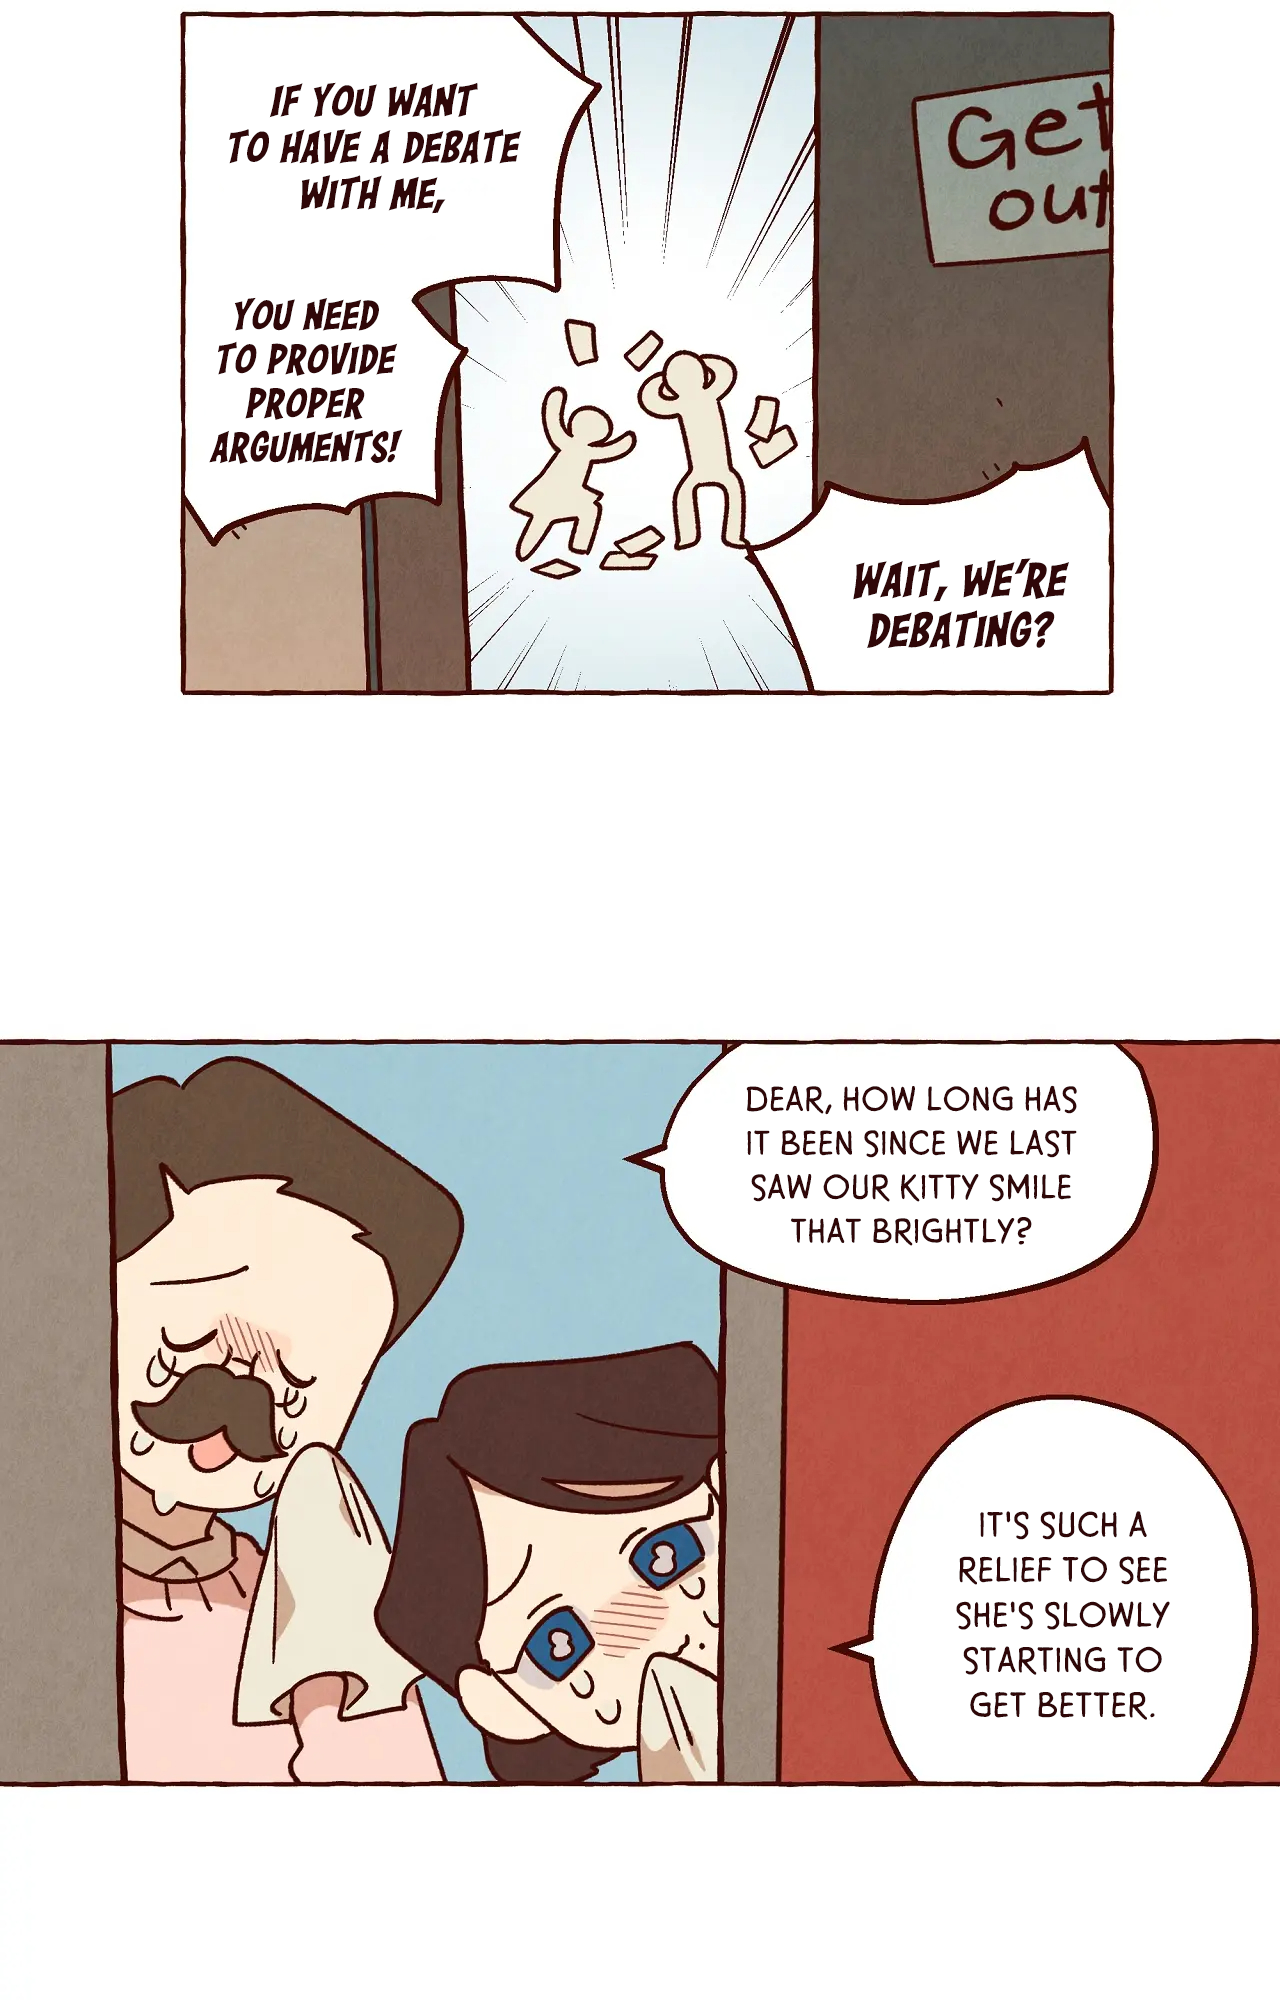 IF YOU WANT
TO HAVE A DEBATE
WITH ME,
Get
out
YOU NEED
TO PROVIDE
PROPER
ARGUMENTS!
WAIT, WE'RE
DEBATING?
DEAR, HOW LONG HAS
IT BEEN SINCE WE LAST
SAW OUR KITTY SMILE
THAT BRIGHTLY?
IT'S SUCH A
RELIEF TO SEE
SHE'S SLOWLY
STARTING TO
GET BETTER.